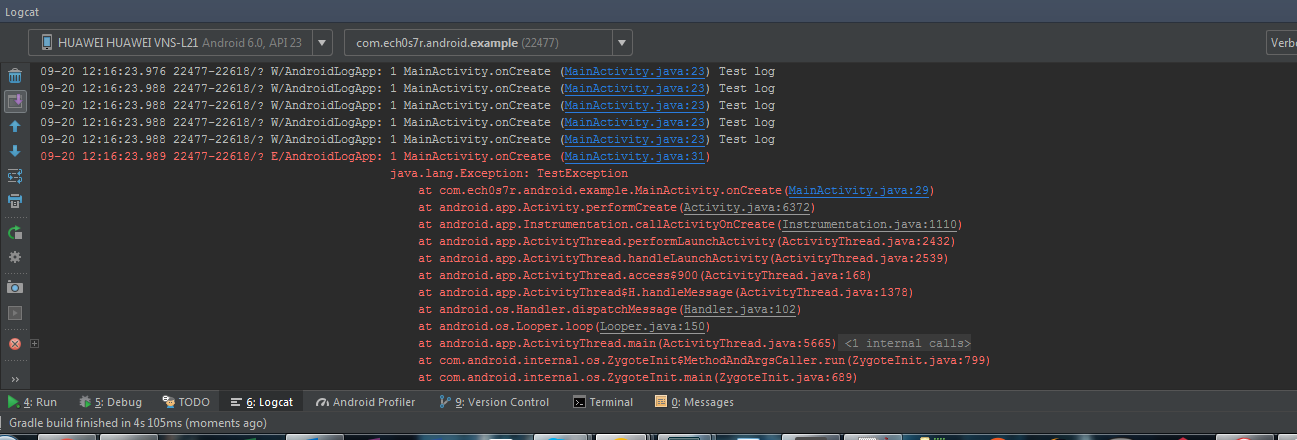 Logcat
HUAWEI HUAWEI VNS-L21 Android 6.0, API 23 com.ech0s7r.android.example (22477) Verbo
09-20 12:16:23.976 22477-22618/? W/AndroidLogApp: 1 MainActivity.onCreate (MainActivity.java:23) Test log
09-20 12:16:23.988 22477-22618/? W/AndroidLogApp: 1 MainActivity.onCreate (MainActivity.java:23) Test log
09-20 12:16:23.988 22477-22618/? W/AndroidLogApp: 1 MainActivity.onCreate (MainActivity.java:23) Test log
09-20 12:16:23.988 22477-22618/? W/AndroidLogApp: 1 MainActivity.onCreate (MainActivity.java:23) Test log
09-20 12:16:23.988 22477-22618/? W/AndroidLogApp: 1 MainActivity.onCreate (MainActivity.java:23) Test log
09-20 12:16:23.989 22477-22618/? E/AndroidLogApp: 1 MainActivity.onCreate (MainActivity.java:31)
java.lang.Exception: TestException
at com.ech0s7r.android.example.MainActivity.onCreate(MainActivity.java:29)
at android.app.Activity.performCreate(Activity.java:6372)
at android.app.Instrumentation.callActivityOnCreate(Instrumentation.java:1110)
at android.app.ActivityThread.performLaunchActivity(ActivityThread.java:2432)
at android.app.ActivityThread.handleLaunchActivity(ActivityThread.java:2539)
at android.app.ActivityThread.access$900(ActivityThread.java:168)
at android.app.ActivityThread$H.handleMessage(ActivityThread.java:1378)
at android.os.Handler.dispatchMessage(Handler.java:102)
at android.os.Looper.loop(Looper.java:150)
at android.app.ActivityThread.main(ActivityThread.java:5665) <1 internal calls>
at com.android.internal.os.ZygoteInit$MethodAndArgsCaller.run(ZygoteInit.java:799)
at com.android.internal.os.ZygoteInit.main(ZygoteInit.java:689)
4: Run 5: Debug TODO 6: Logcat Android Profiler 9: Version Control Terminal 0: Messages
Gradle build finished in 4s 105ms (moments ago)